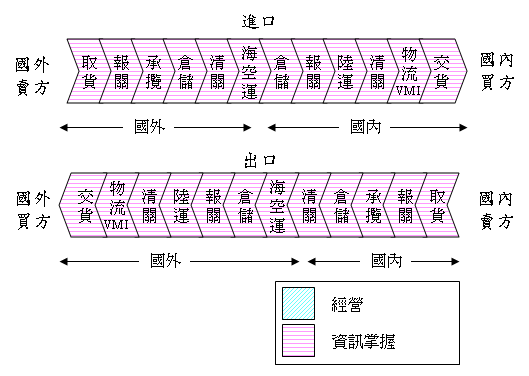 進口
國外賣方
取貨 報關 承攬 倉儲 清關 海空運 倉儲 報關 陸運 清關 物流VMI 交貨
國內買方
國外 國內
出口
國外買方
交貨 物流VMI 清關 陸運 報關 倉儲 海空運 清關 倉儲 承攬 報關 取貨
國內賣方
國外 國內
經營
資訊掌握